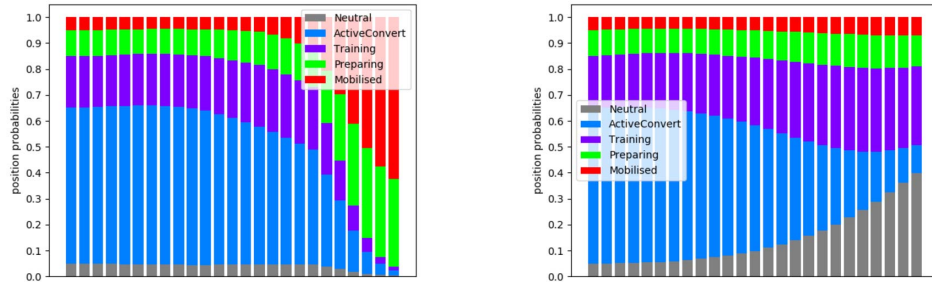 position probabilities
1.0
0.9
0.8
0.7
0.6
0.5
0.4
0.3
0.2
0.1
0.0
Neutral
ActiveConvert
Training
Preparing
Mobilised
position probabilities
1.0
0.9
0.8
0.7
0.6
0.5
0.4
0.3
0.2
0.1
0.0
Neutral
ActiveConvert
Training
Preparing
Mobilised